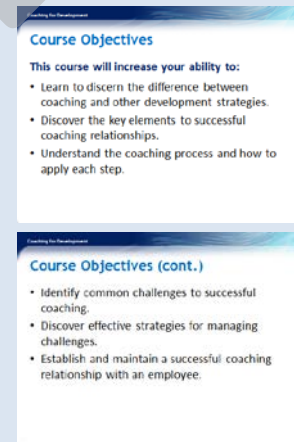 Coaching for Development
Course Objectives
This course will increase your ability to:
• Learn to discern the difference between
coaching and other development strategies.
• Discover the key elements to successful
coaching relationships.
• Understand the coaching process and how to
apply each step.
Coaching for Development
Course Objectives (cont.)
• Identify common challenges to successful
coaching.
• Discover effective strategies for managing
challenges.
• Establish and maintain a successful coaching
relationship with an employee.